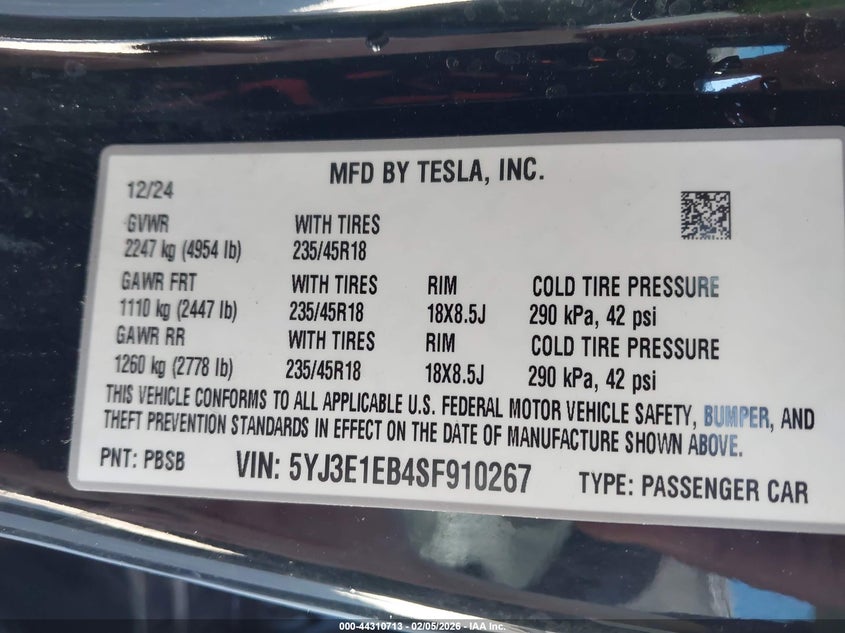 MFD BY TESLA, INC.
12/24
GVWR WITH TIRES
2247 kg (4954 lb) 235/45R18
GAWR FRT WITH TIRES RIM COLD TIRE PRESSURE
1110 kg (2447 lb) 235/45R18 18X8.5J 290 kPa, 42 psi
GAWR RR WITH TIRES RIM COLD TIRE PRESSURE
1260 kg (2778 lb) 235/45R18 18X8.5J 290 kPa, 42 psi
THIS VEHICLE CONFORMS TO ALL APPLICABLE U.S. FEDERAL MOTOR VEHICLE SAFETY, BUMPER, AND
THEFT PREVENTION STANDARDS IN EFFECT ON THE DATE OF MANUFACTURE SHOWN ABOVE.
PNT: PBSB VIN: 5YJ3E1EB4SF910267 TYPE: PASSENGER CAR
000-44310713 - 02/05/2026 - IAA, Inc.